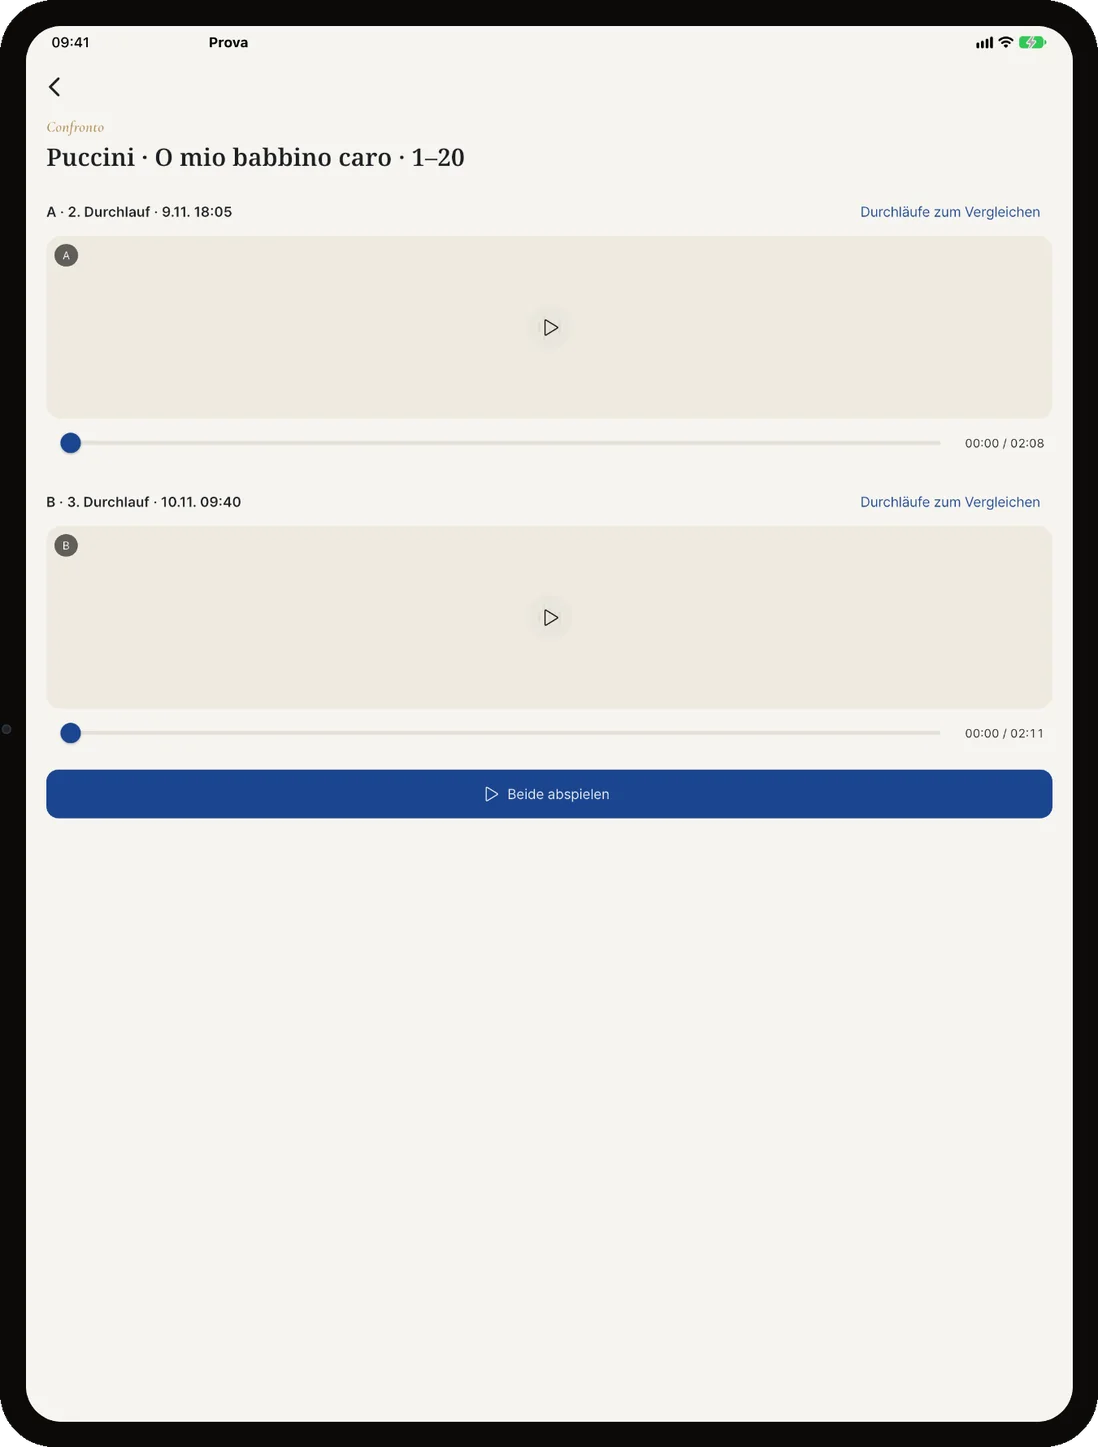 09:41 Prova
Confronto
Puccini · O mio babbino caro · 1–20
A · 2. Durchlauf · 9.11. 18:05 Durchläufe zum Vergleichen
A
00:00 / 02:08
B · 3. Durchlauf · 10.11. 09:40 Durchläufe zum Vergleichen
B
00:00 / 02:11
Beide abspielen